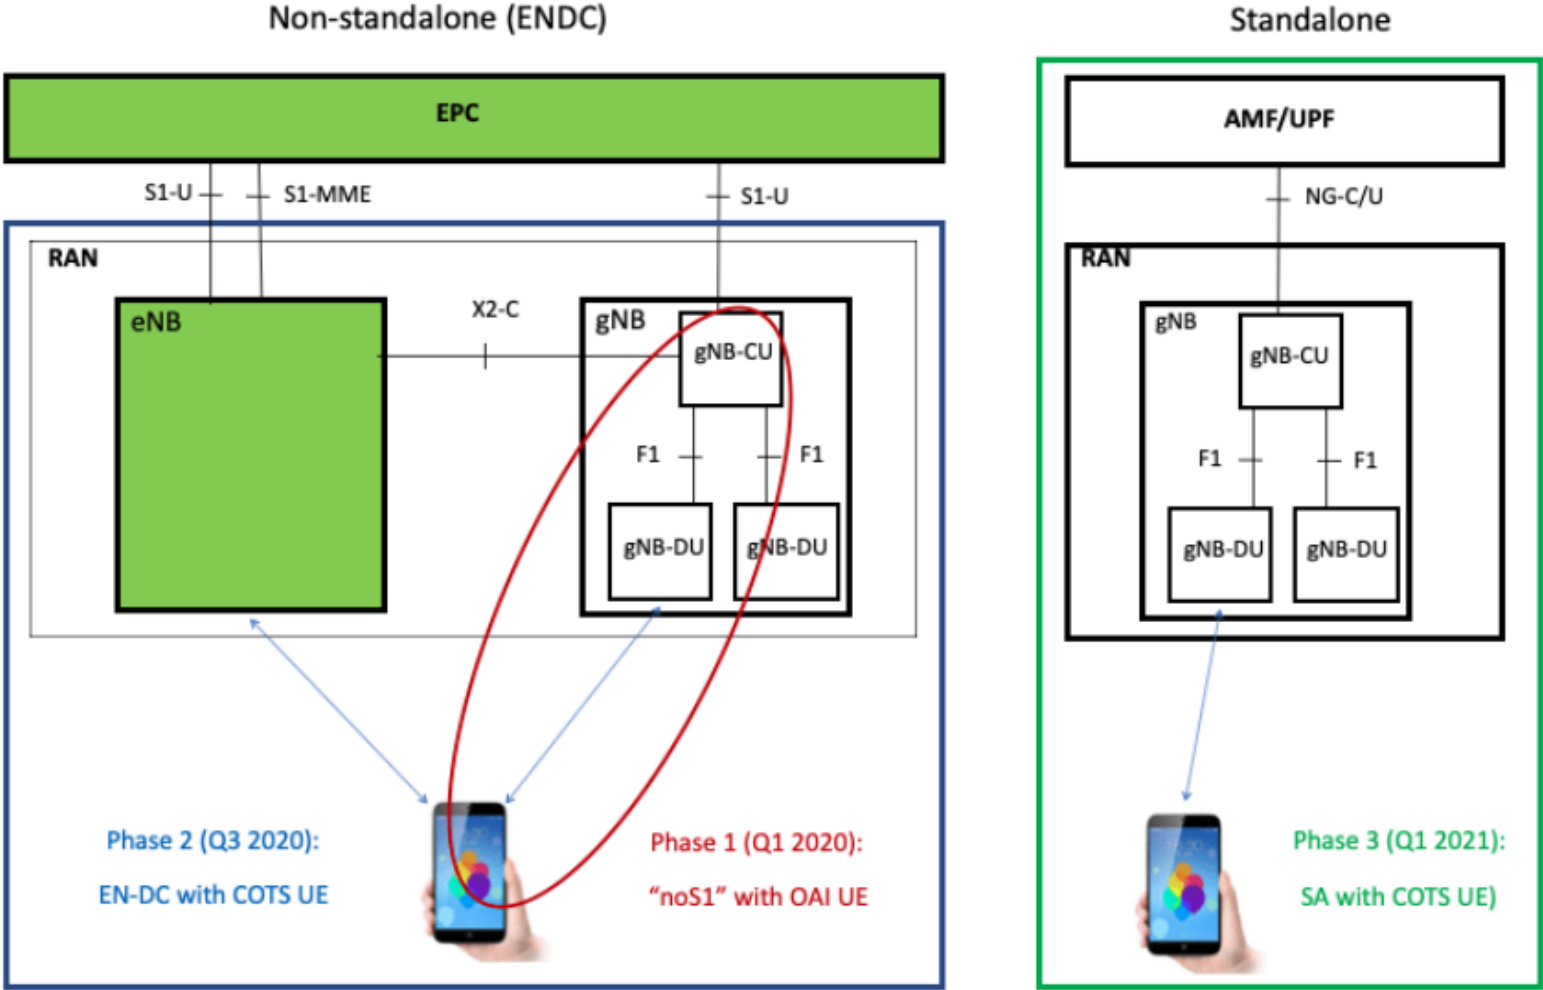 Non-standalone (ENDC)
Standalone
EPC
AMF/UPF
S1-U
S1-MME
S1-U
NG-C/U
RAN
RAN
eNB
X2-C
gNB
gNB-CU
gNB
gNB-CU
F1
F1
F1
F1
gNB-DU
gNB-DU
gNB-DU
gNB-DU
Phase 2 (Q3 2020):
EN-DC with COTS UE
Phase 1 (Q1 2020):
“noS1” with OAI UE
Phase 3 (Q1 2021):
SA with COTS UE)